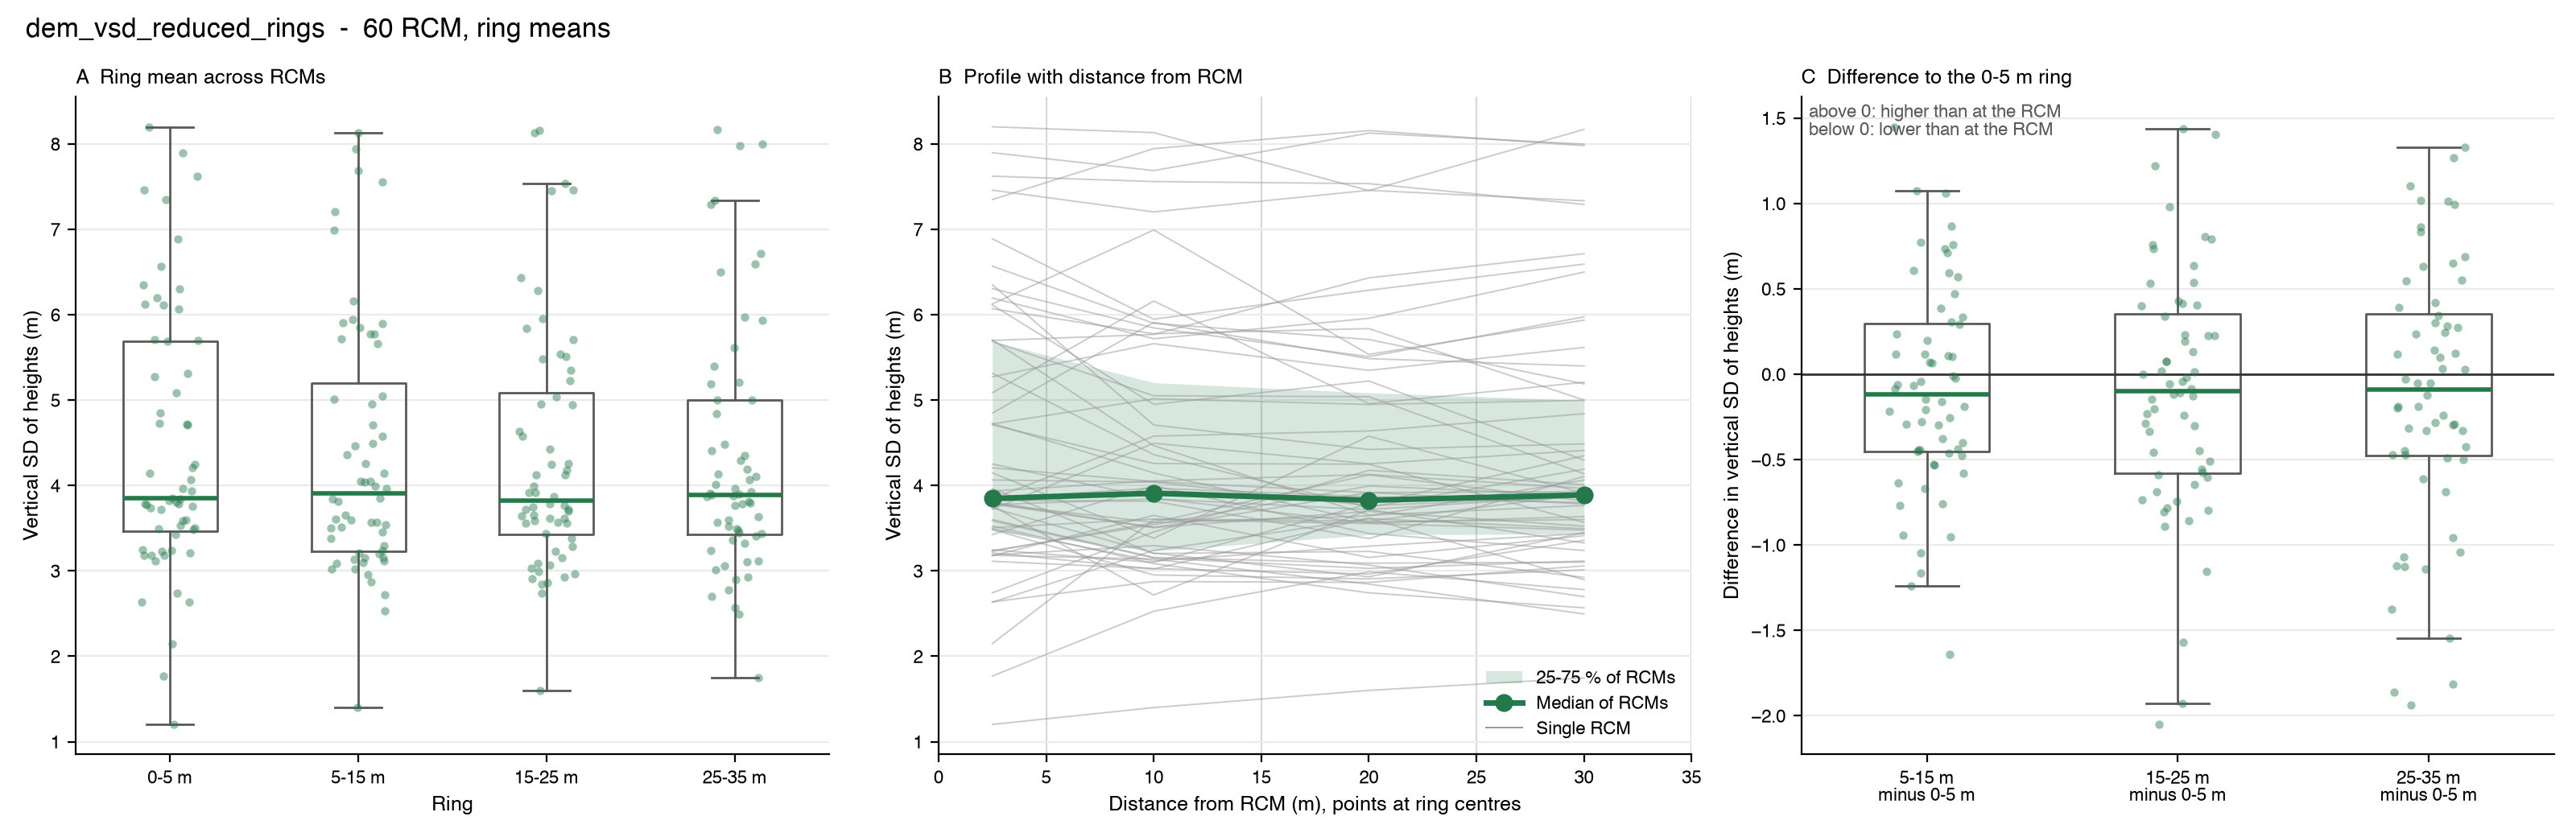 dem_vsd_reduced_rings  -  60 RCM, ring means
A  Ring mean across RCMs
Vertical SD of heights (m)
8
7
6
5
4
3
2
1
0-5 m
5-15 m
15-25 m
25-35 m
Ring
B  Profile with distance from RCM
Vertical SD of heights (m)
8
7
6
5
4
3
2
1
25-75 % of RCMs
Median of RCMs
Single RCM
0
5
10
15
20
25
30
35
Distance from RCM (m), points at ring centres
C  Difference to the 0-5 m ring
above 0: higher than at the RCM
below 0: lower than at the RCM
Difference in vertical SD of heights (m)
1.5
1.0
0.5
0.0
−0.5
−1.0
−1.5
−2.0
5-15 m
minus 0-5 m
15-25 m
minus 0-5 m
25-35 m
minus 0-5 m